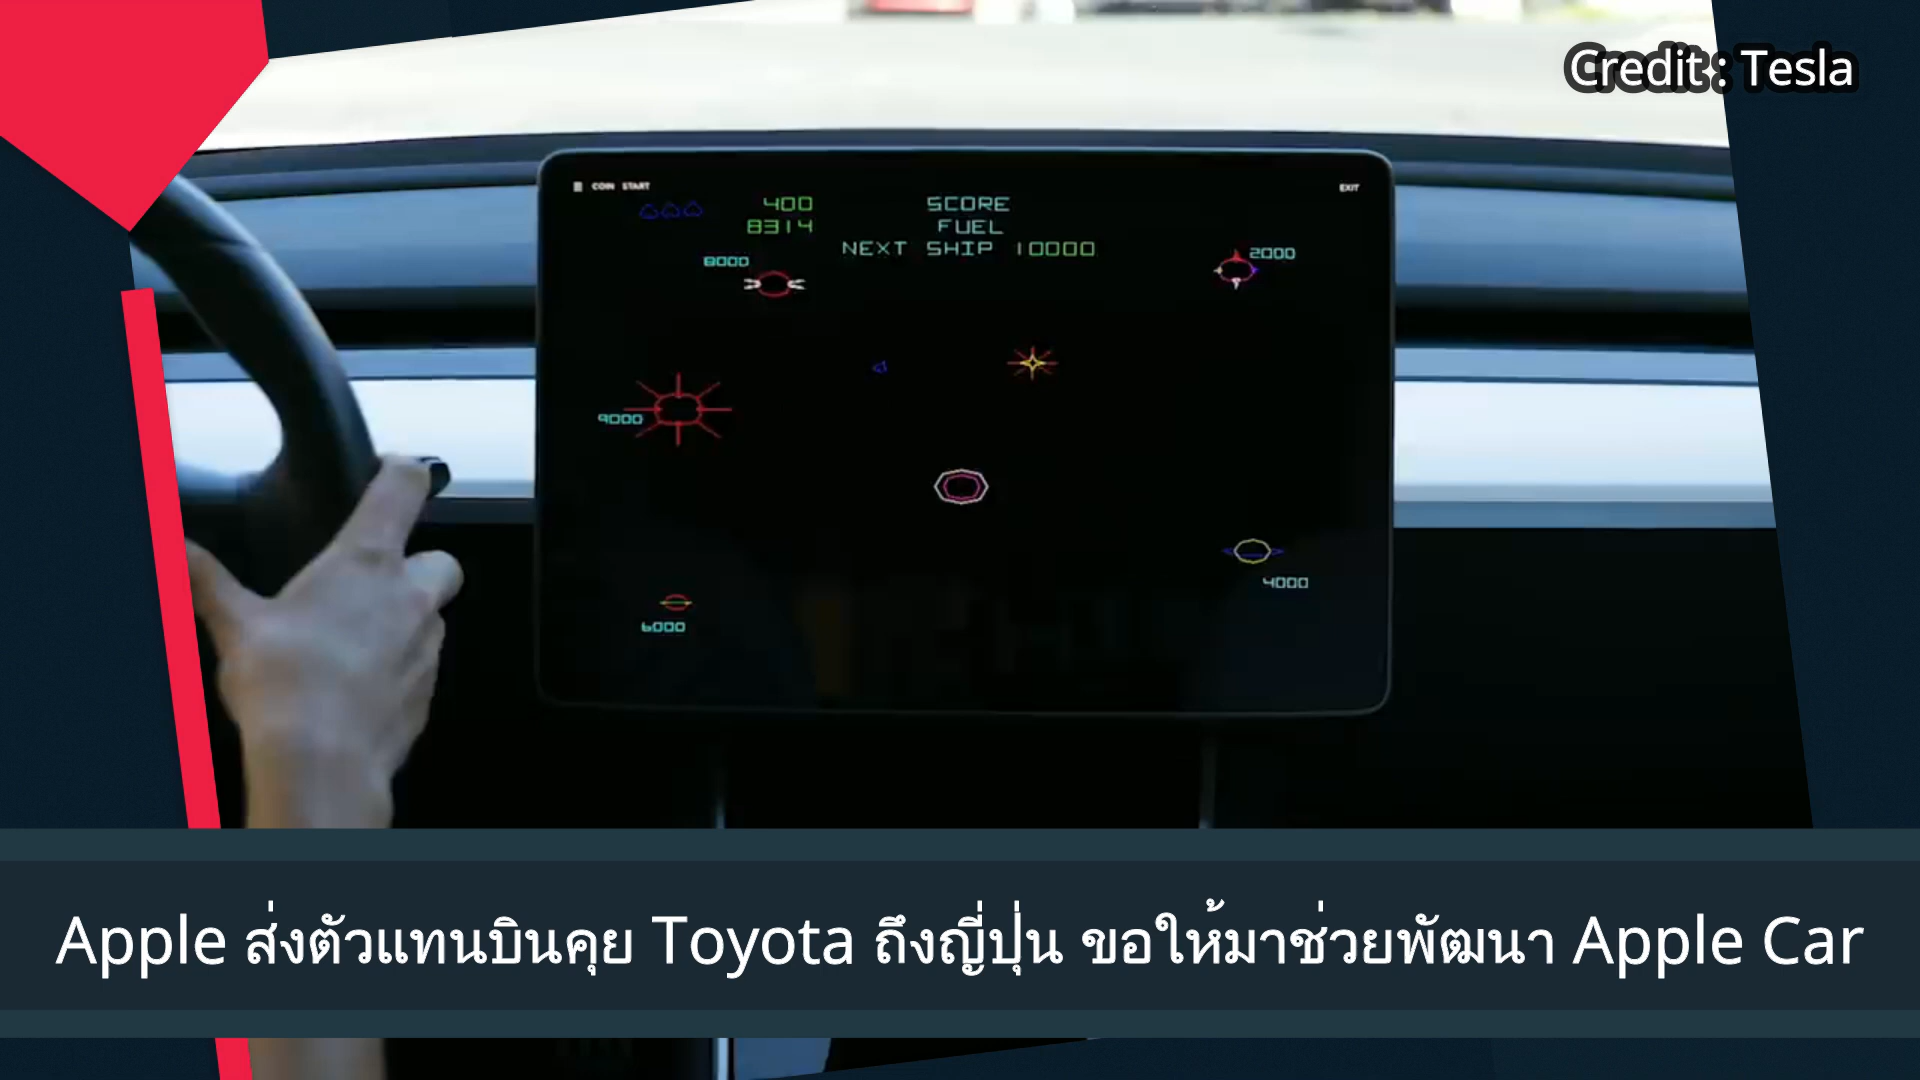 Credit : Tesla
COIN START
EXIT
400 SCORE
8314 FUEL
NEXT SHIP 10000
8000
2000
9000
4000
6000
Apple ส่งตัวแทนบินคุย Toyota ถึงญี่ปุ่น ขอให้มาช่วยพัฒนา Apple Car